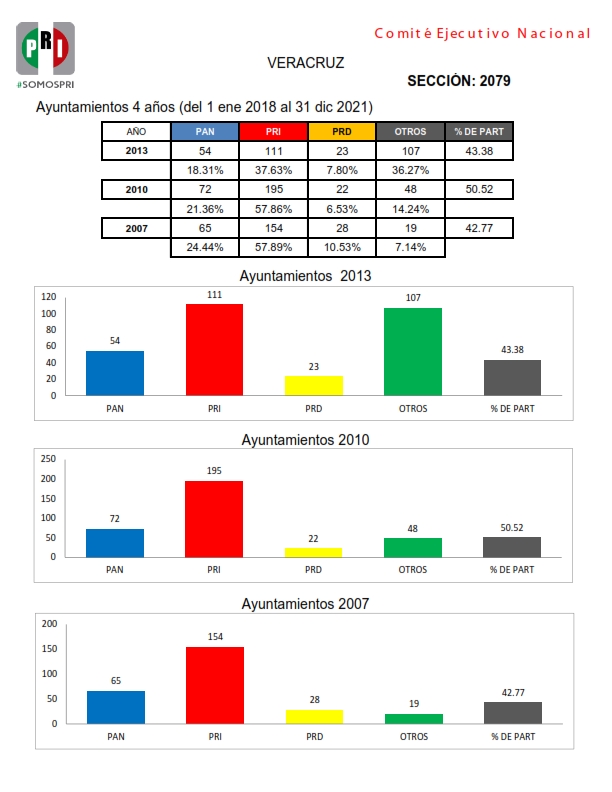 Comité Ejecutivo Nacional
PRI
#SOMOSPRI
VERACRUZ
SECCIÓN: 2079
Ayuntamientos 4 años (del 1 ene 2018 al 31 dic 2021)
AÑO PAN PRI PRD OTROS % DE PART
2013 54 111 23 107 43.38
18.31% 37.63% 7.80% 36.27%
2010 72 195 22 48 50.52
21.36% 57.86% 6.53% 14.24%
2007 65 154 28 19 42.77
24.44% 57.89% 10.53% 7.14%
Ayuntamientos 2013
120
100
80
60
40
20
0
54 111 23 107 43.38
PAN PRI PRD OTROS % DE PART
Ayuntamientos 2010
250
200
150
100
50
0
72 195 22 48 50.52
PAN PRI PRD OTROS % DE PART
Ayuntamientos 2007
200
150
100
50
0
65 154 28 19 42.77
PAN PRI PRD OTROS % DE PART